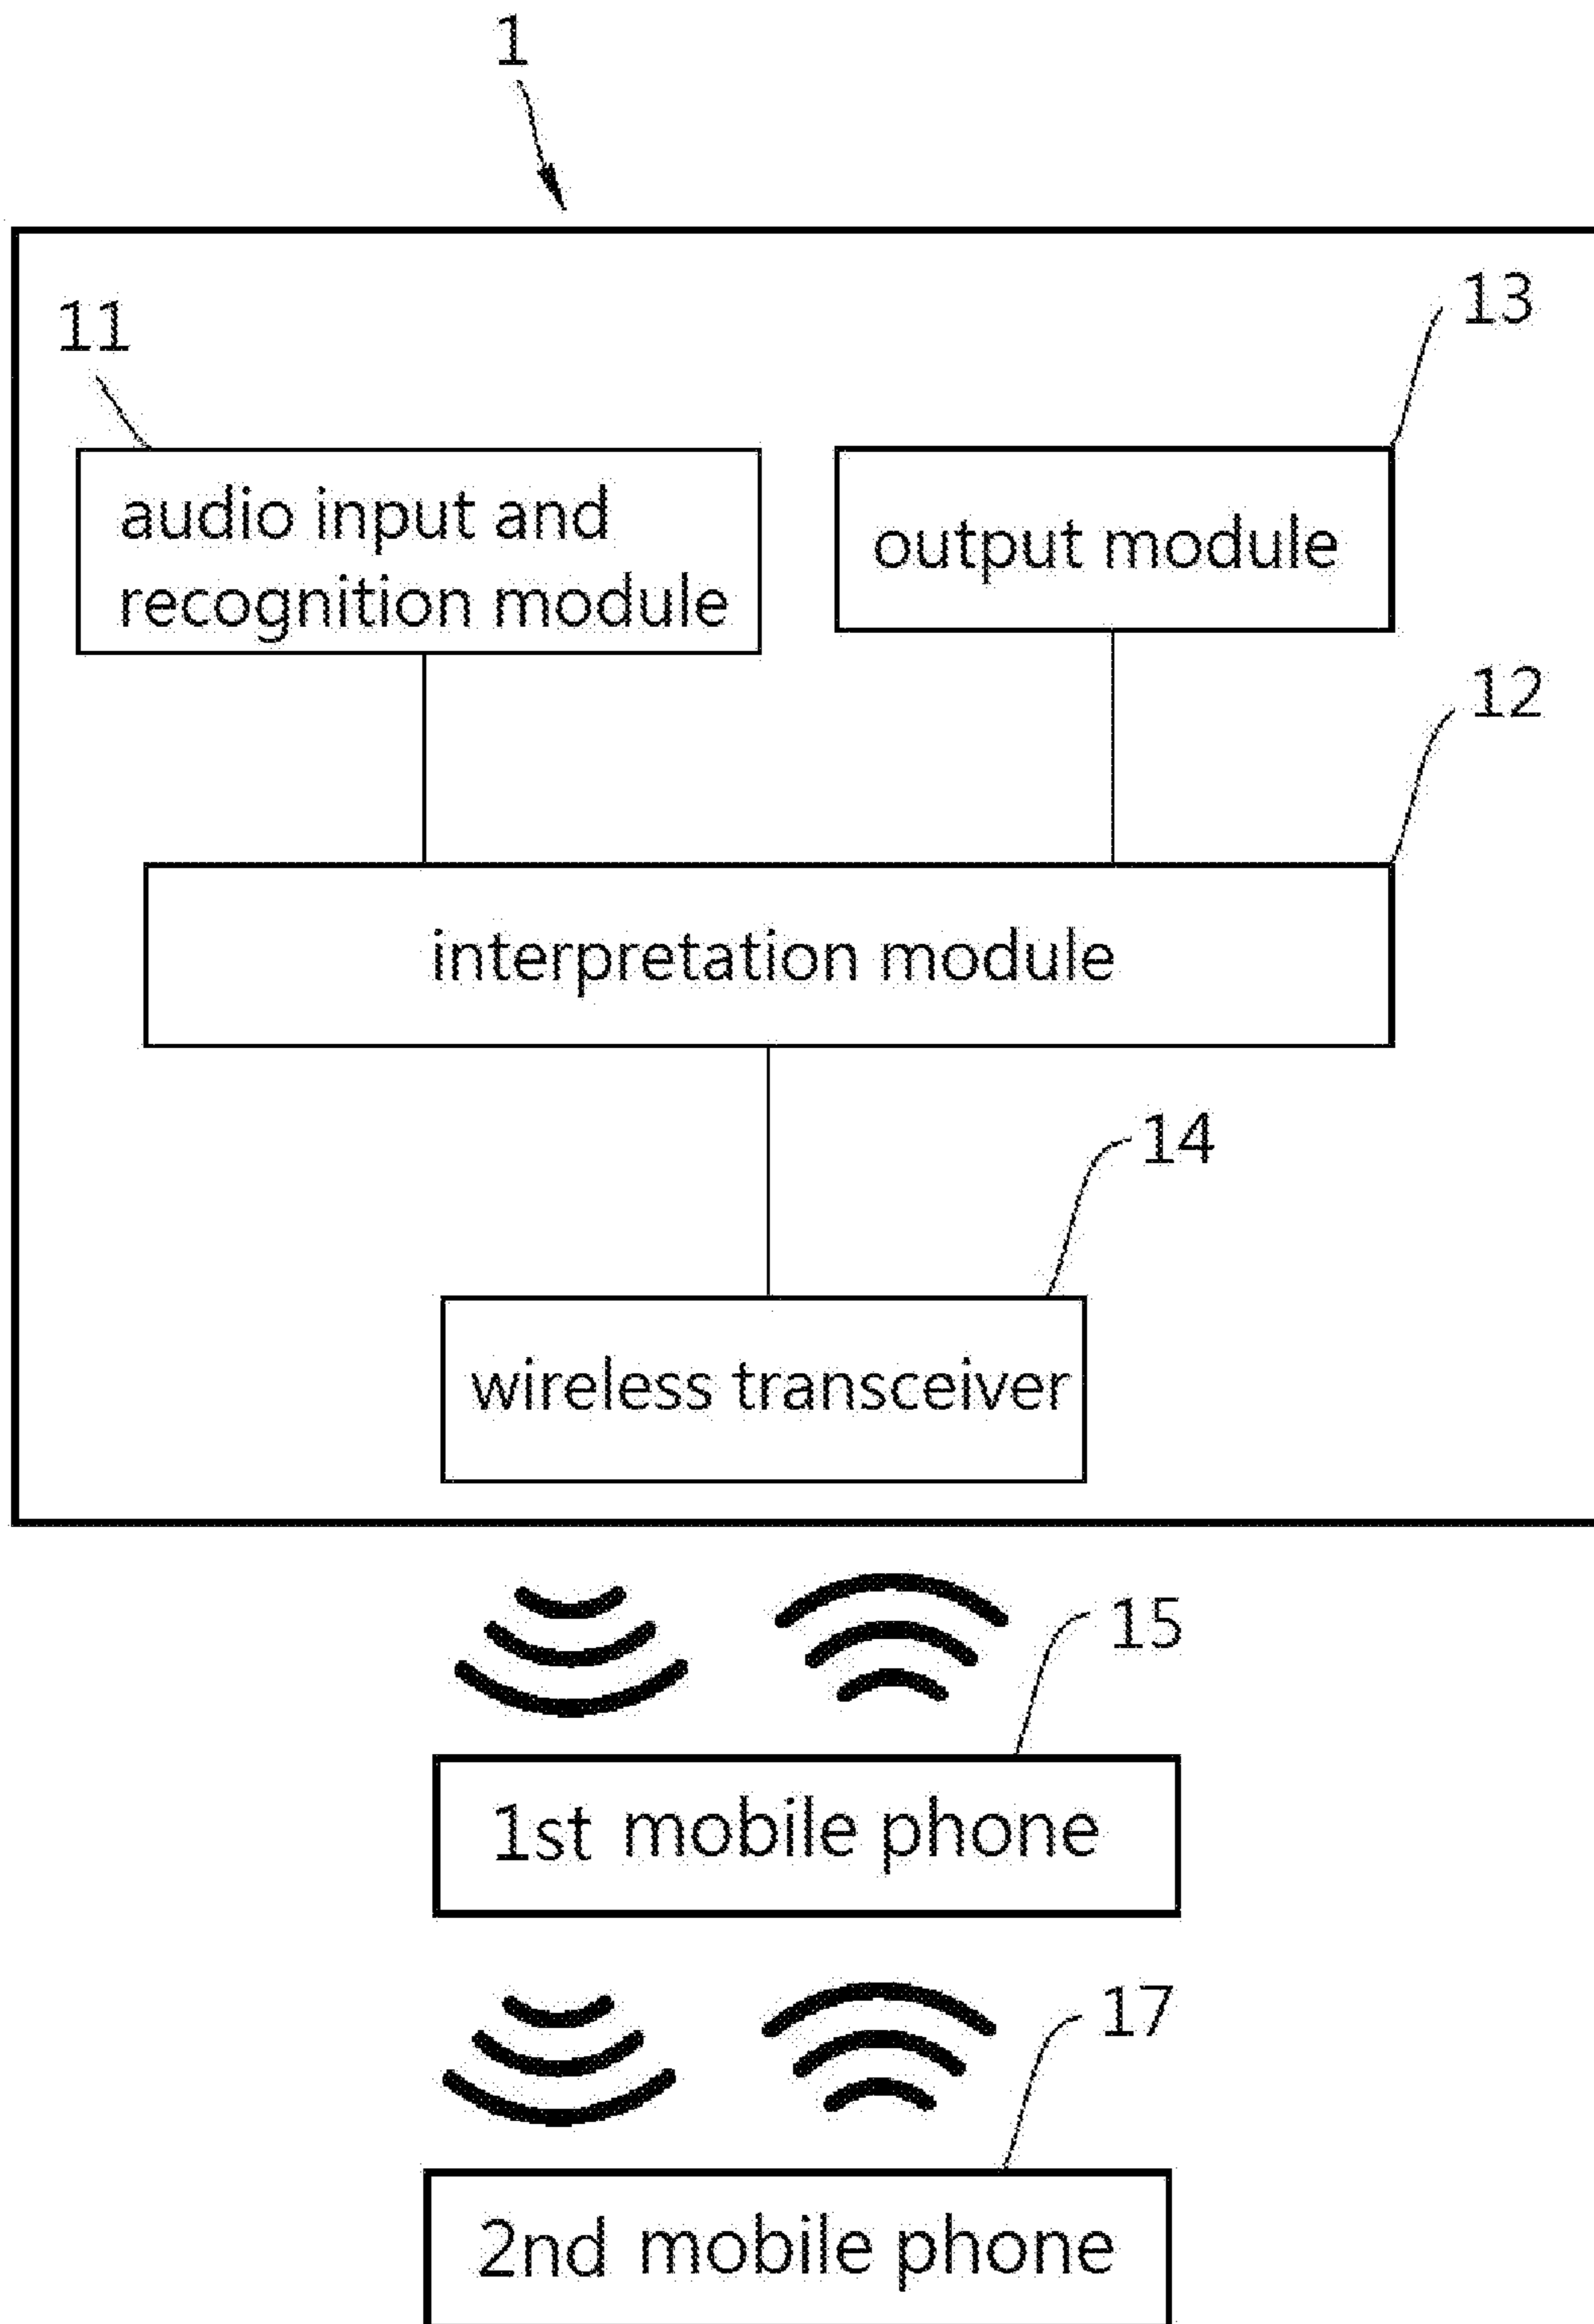 1
11
13
audio input and
recognition module
output module
12
interpretation module
14
wireless transceiver
15
1st mobile phone
17
2nd mobile phone